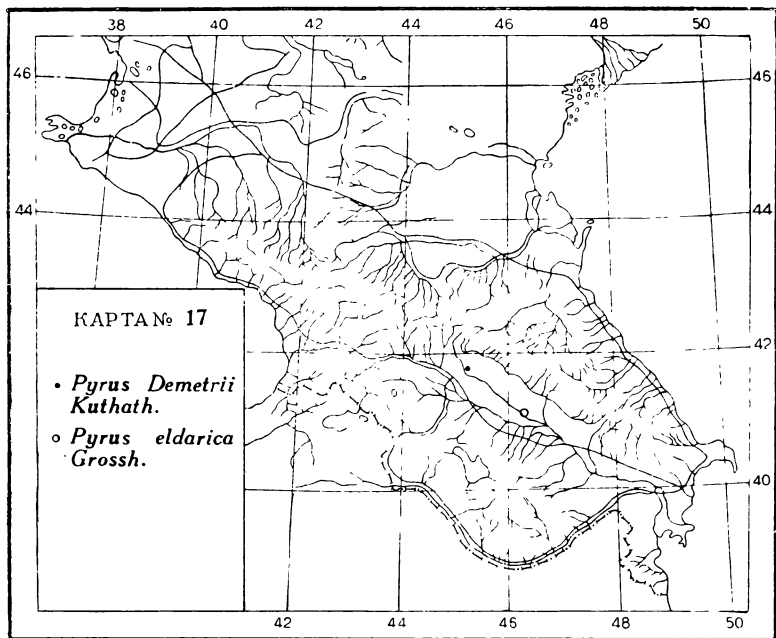 38 40 42 44 46 48 50
46 46
44 44
42
40
КАРТА № 17
• Pyrus Demetrii
Kuthath.
○ Pyrus eldarica
Grossh.
42 44 46 48 50